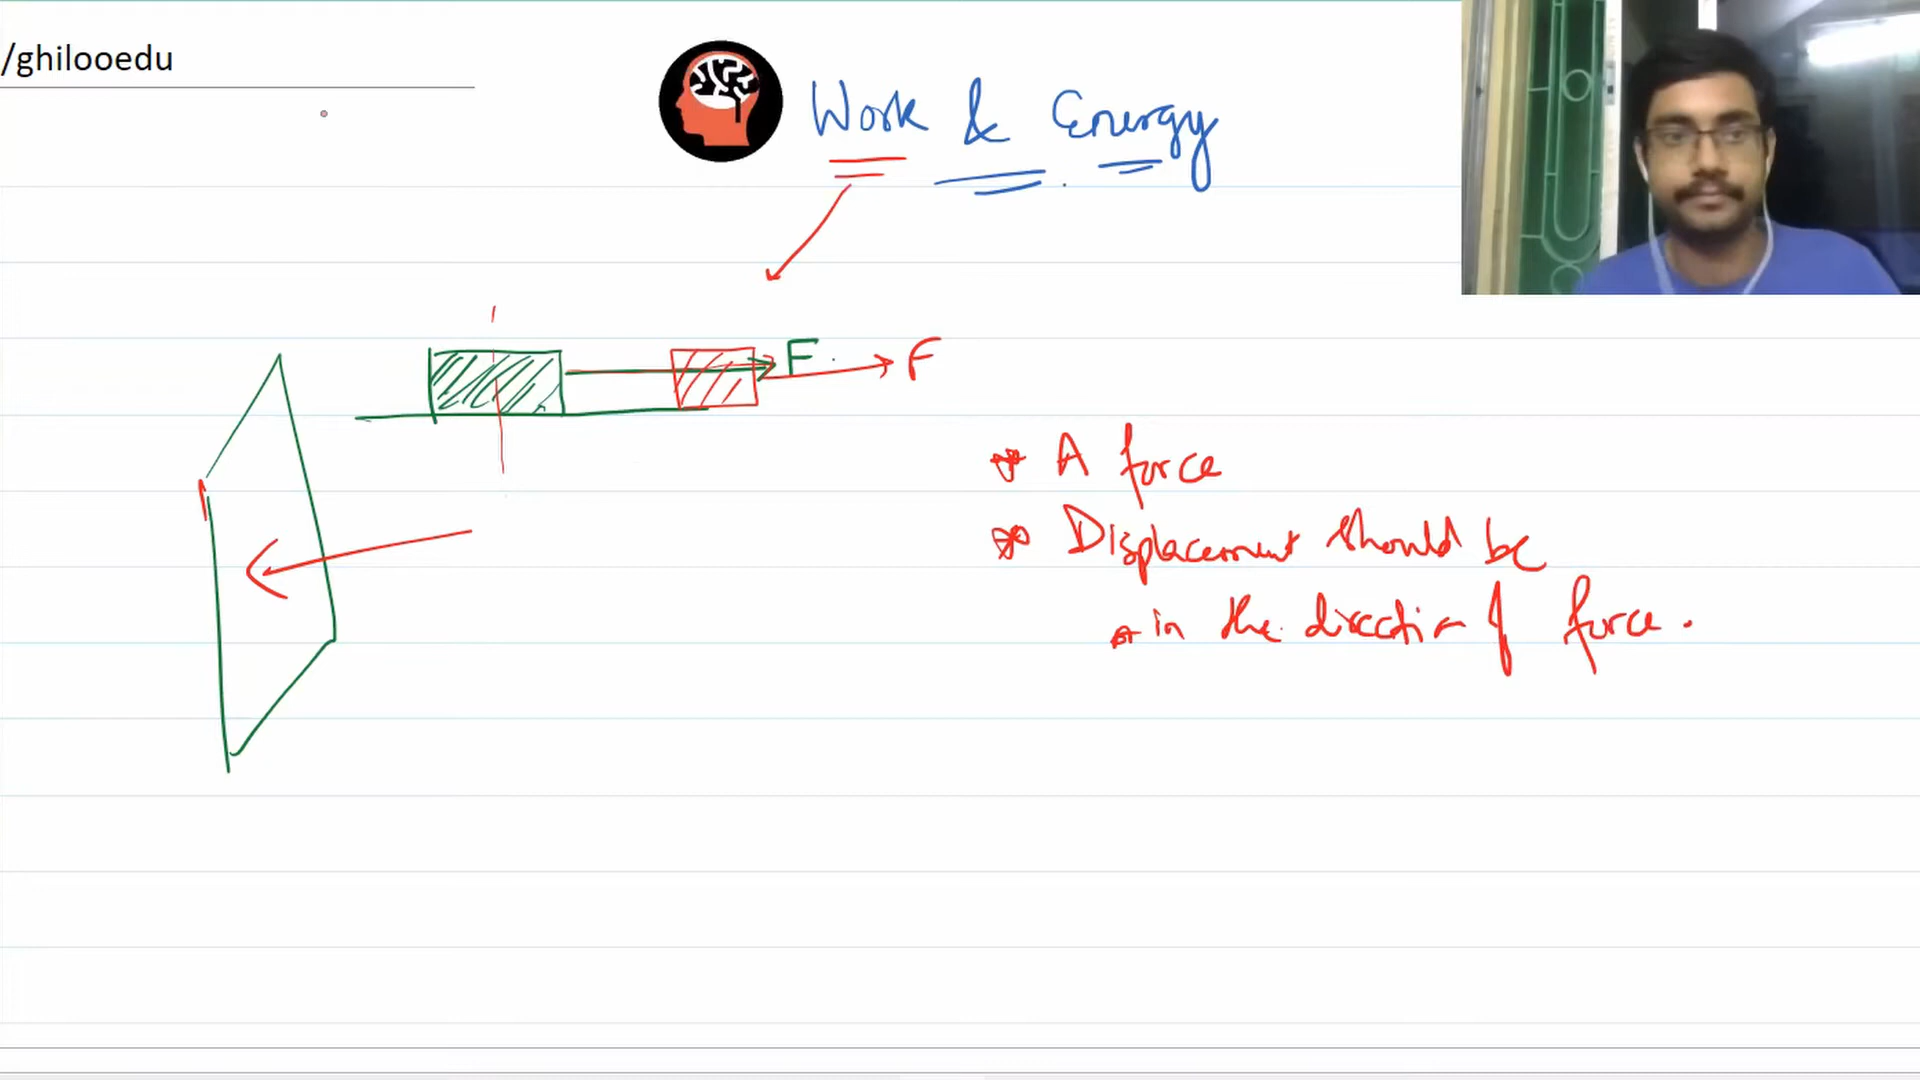 /ghilooedu
Work & Energy
F
F
A force
Displacement should be
in the direction of force.